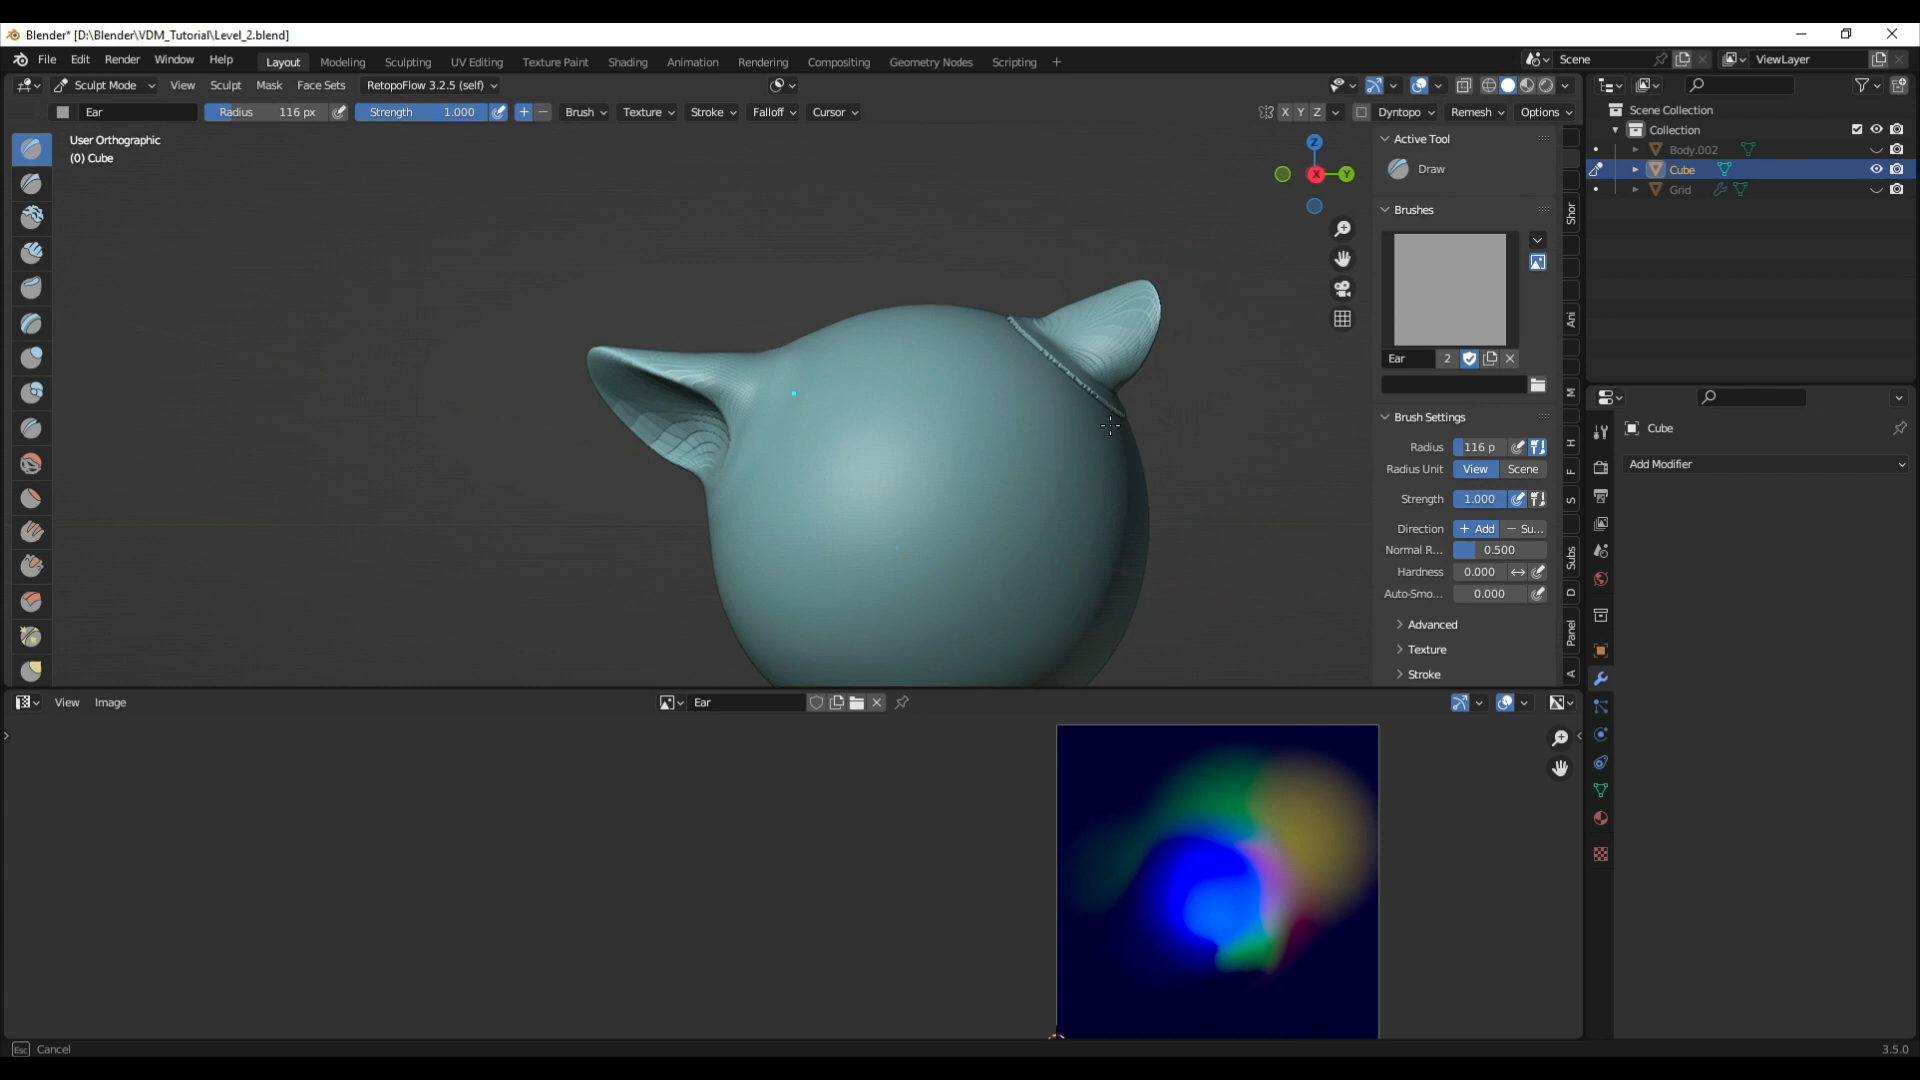 Blender* [D:\Blender\VDM_Tutorial\Level_2.blend]
File Edit Render Window Help Layout Modeling Sculpting UV Editing Texture Paint Shading Animation Rendering Compositing Geometry Nodes Scripting + Scene ViewLayer
Sculpt Mode View Sculpt Mask Face Sets RetopoFlow 3.2.5 (self)
Ear Radius 116 px Strength 1.000 + − Brush Texture Stroke Falloff Cursor X Y Z Dyntopo Remesh Options
User Orthographic
(0) Cube
Z
X
Y
Active Tool
Draw
Brushes
Ear 2
Brush Settings
Radius 116 p
Radius Unit View Scene
Strength 1.000
Direction + Add − Su...
Normal R... 0.500
Hardness 0.000
Auto-Smo... 0.000
Advanced
Texture
Stroke
Shor
Ani
M
H
F
S
Subs
D
Panel
A
Scene Collection
Collection
Body.002
Cube
Grid
Cube
Add Modifier
View Image Ear
Esc Cancel
3.5.0